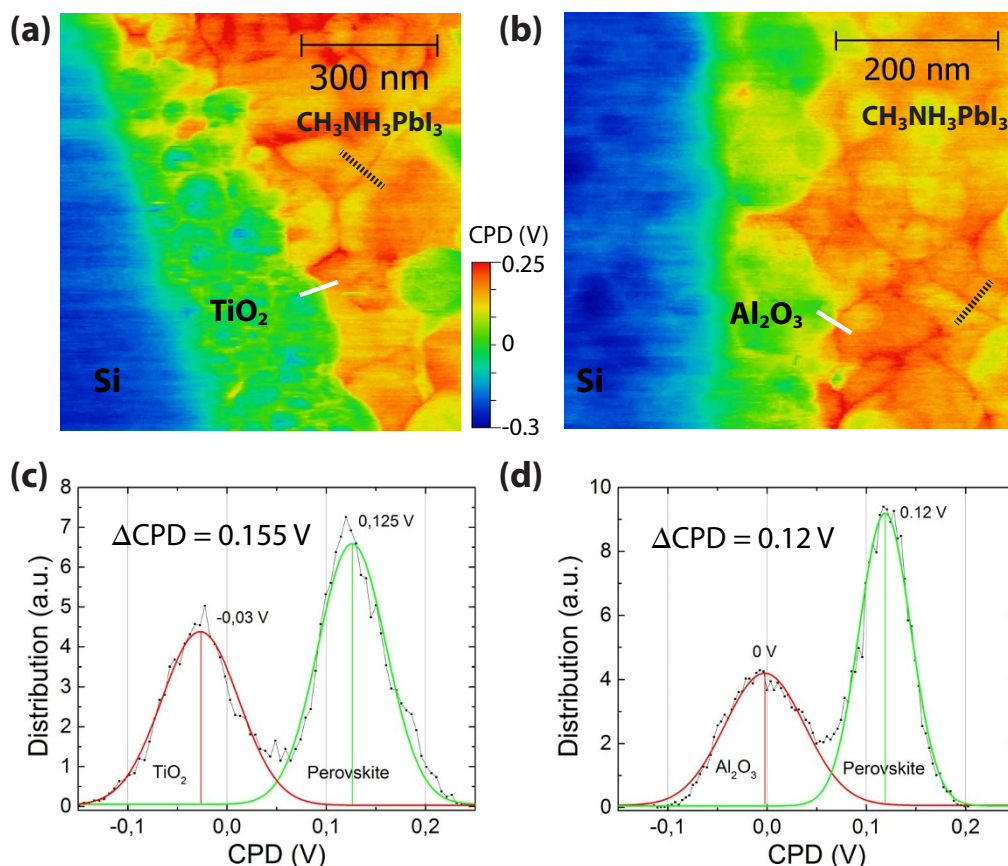 (a)
300 nm
CH₃NH₃PbI₃
TiO₂
Si
CPD (V)
0.25
0
-0.3
(b)
200 nm
CH₃NH₃PbI₃
Al₂O₃
Si
(c)
ΔCPD = 0.155 V
0,125 V
-0,03 V
TiO₂
Perovskite
Distribution (a.u.)
8
7
6
5
4
3
2
1
0
-0,1
0,0
0,1
0,2
CPD (V)
(d)
ΔCPD = 0.12 V
0.12 V
0 V
Al₂O₃
Perovskite
Distribution (a.u.)
10
8
6
4
2
0
-0,1
0,0
0,1
0,2
CPD (V)